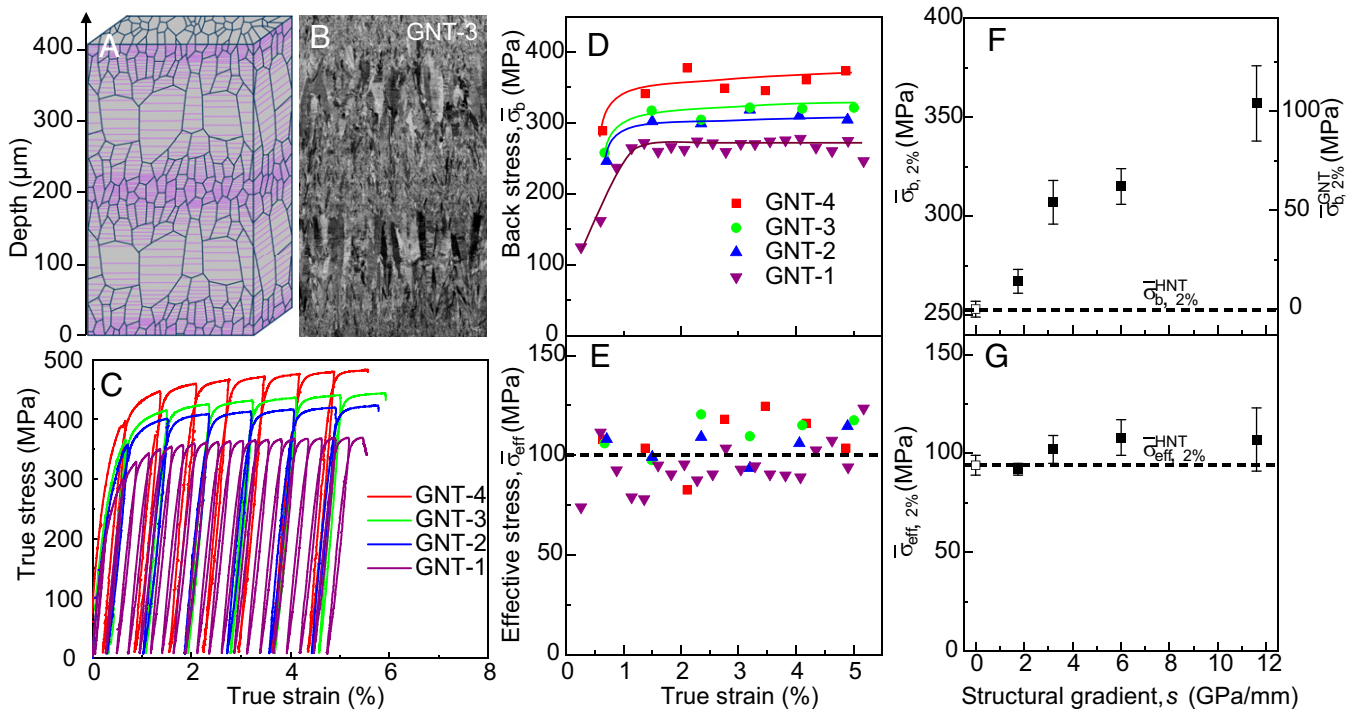 A
Depth (μm)
400
300
200
100
0
B
GNT-3
C
True stress (MPa)
500
400
300
200
100
0
GNT-4
GNT-3
GNT-2
GNT-1
0 2 4 6 8
True strain (%)
D
Back stress, σ̅b (MPa)
400
300
200
100
0
GNT-4
GNT-3
GNT-2
GNT-1
E
Effective stress, σ̅eff (MPa)
150
100
50
0
0 1 2 3 4 5
True strain (%)
F
σ̅b, 2% (MPa)
400
350
300
250
σ̅b, 2%^HNT
100
50
0
σ̅b, 2%^GNT (MPa)
G
σ̅eff, 2% (MPa)
150
100
50
0
σ̅eff, 2%^HNT
0 2 4 6 8 10 12
Structural gradient, s (GPa/mm)